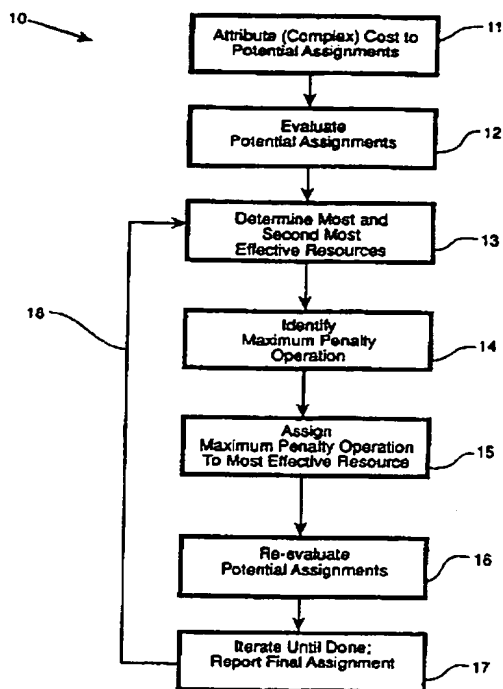 10
Attribute (Complex) Cost to
Potential Assignments
11
Evaluate
Potential Assignments
12
Determine Most and
Second Most
Effective Resources
13
18
Identify
Maximum Penalty
Operation
14
Assign
Maximum Penalty Operation
To Most Effective Resource
15
Re-evaluate
Potential Assignments
16
Iterate Until Done;
Report Final Assignment
17